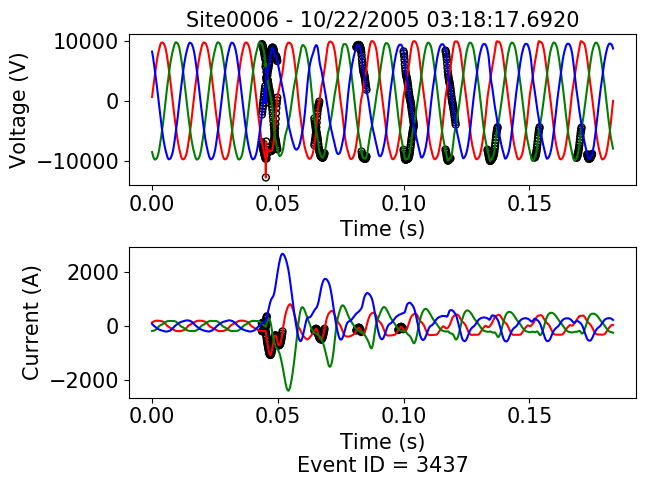 Site0006 - 10/22/2005 03:18:17.6920
10000
0
−10000
Voltage (V)
0.00 0.05 0.10 0.15
Time (s)
2000
0
−2000
Current (A)
0.00 0.05 0.10 0.15
Time (s)
Event ID = 3437